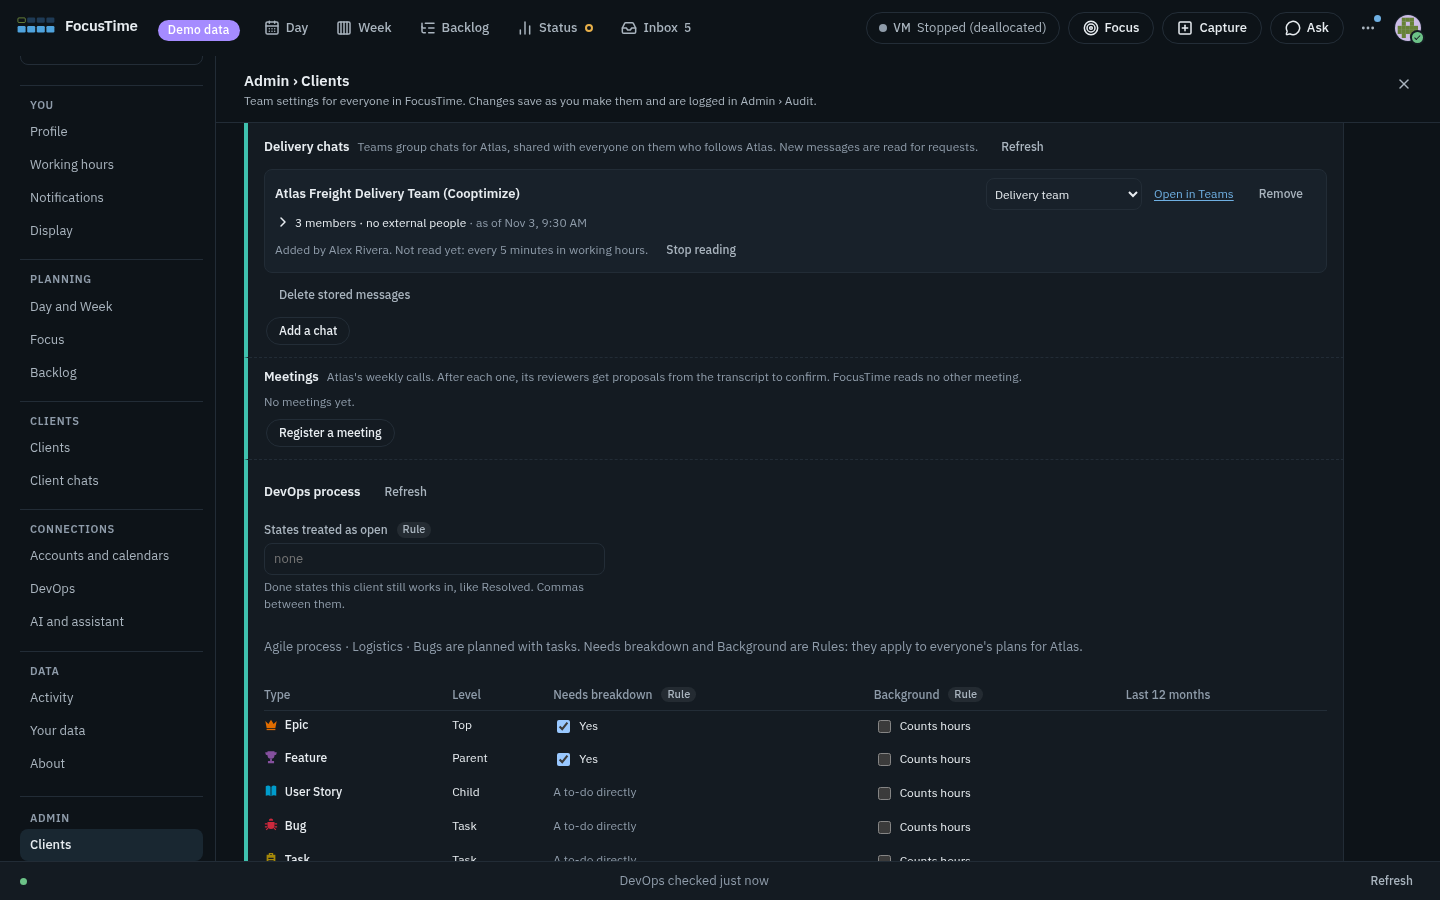 FocusTime
Demo data
Day
Week
Backlog
Status
Inbox 5
VM Stopped (deallocated)
Focus
Capture
Ask
YOU
Profile
Working hours
Notifications
Display
PLANNING
Day and Week
Focus
Backlog
CLIENTS
Clients
Client chats
CONNECTIONS
Accounts and calendars
DevOps
AI and assistant
DATA
Activity
Your data
About
ADMIN
Clients
Admin › Clients
Team settings for everyone in FocusTime. Changes save as you make them and are logged in Admin › Audit.
Delivery chats Teams group chats for Atlas, shared with everyone on them who follows Atlas. New messages are read for requests. Refresh
Atlas Freight Delivery Team (Cooptimize) Delivery team Open in Teams Remove
3 members · no external people · as of Nov 3, 9:30 AM
Added by Alex Rivera. Not read yet: every 5 minutes in working hours. Stop reading
Delete stored messages
Add a chat
Meetings Atlas's weekly calls. After each one, its reviewers get proposals from the transcript to confirm. FocusTime reads no other meeting.
No meetings yet.
Register a meeting
DevOps process Refresh
States treated as open Rule
none
Done states this client still works in, like Resolved. Commas
between them.
Agile process · Logistics · Bugs are planned with tasks. Needs breakdown and Background are Rules: they apply to everyone's plans for Atlas.
Type Level Needs breakdown Rule Background Rule Last 12 months
Epic Top Yes Counts hours
Feature Parent Yes Counts hours
User Story Child A to-do directly Counts hours
Bug Task A to-do directly Counts hours
Task Task A to-do directly Counts hours
DevOps checked just now
Refresh